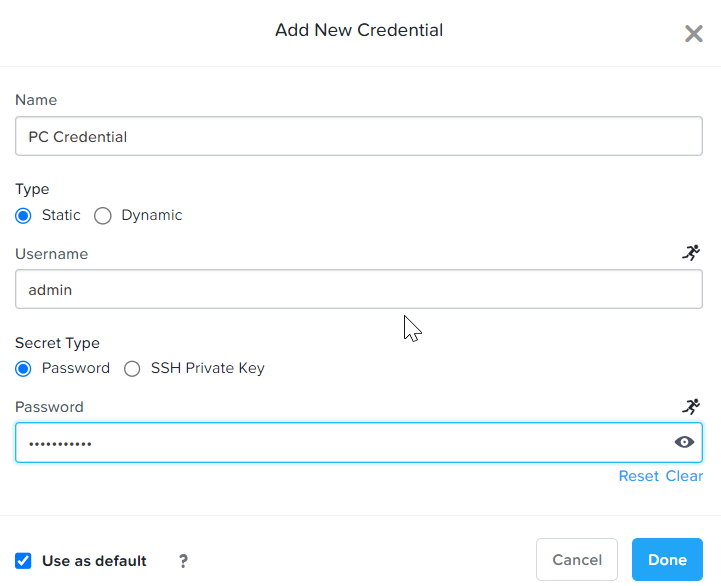 Add New Credential
Name
PC Credential
Type
Static Dynamic
Username
admin
Secret Type
Password SSH Private Key
Password
•••••••••••
Reset Clear
Use as default ? Cancel Done